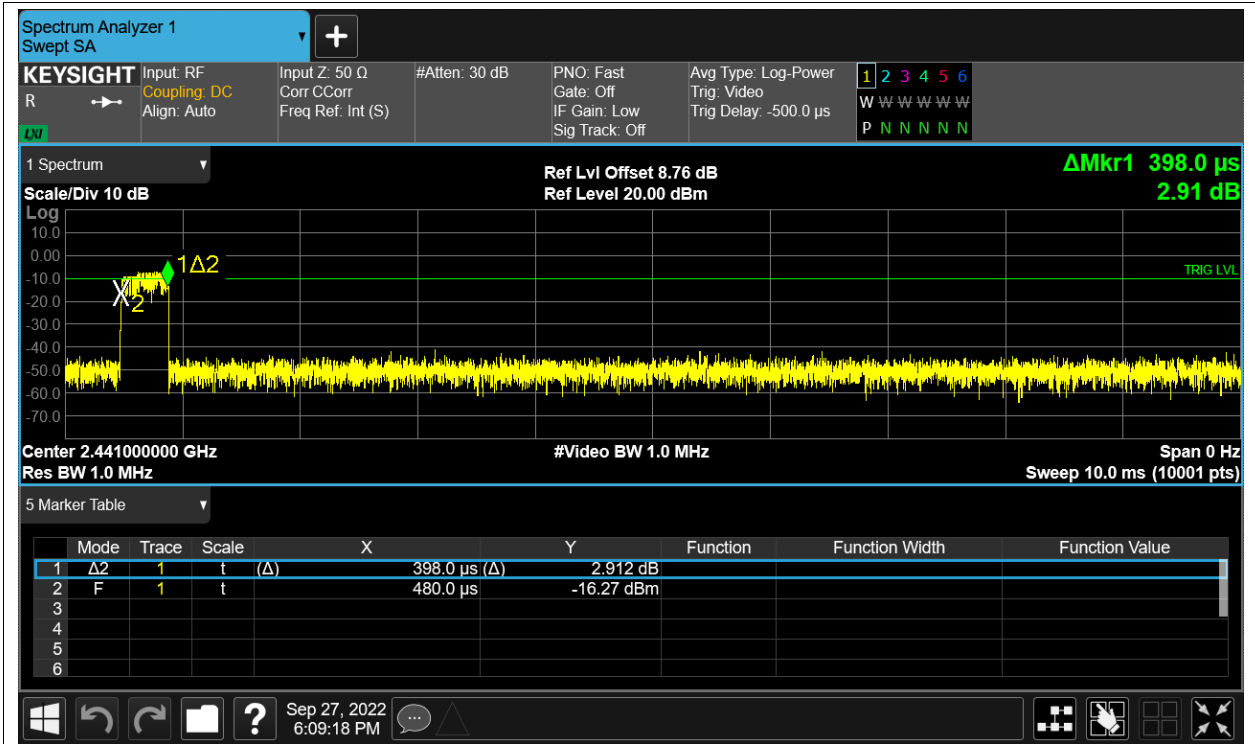 Spectrum Analyzer 1
Swept SA
+
KEYSIGHT Input: RF Input Z: 50 Ω #Atten: 30 dB PNO: Fast Avg Type: Log-Power 1 2 3 4 5 6
R Coupling: DC Corr CCorr Gate: Off Trig: Video W W W W W W
Align: Auto Freq Ref: Int (S) IF Gain: Low Trig Delay: -500.0 µs
LXI Sig Track: Off P N N N N N
1 Spectrum Ref Lvl Offset 8.76 dB ΔMkr1 398.0 µs
Scale/Div 10 dB Ref Level 20.00 dBm 2.91 dB
Log
10.0
0.00 1Δ2
-10.0 TRIG LVL
-20.0 X2
-30.0
-40.0
-50.0
-60.0
-70.0
Center 2.441000000 GHz #Video BW 1.0 MHz Span 0 Hz
Res BW 1.0 MHz Sweep 10.0 ms (10001 pts)
5 Marker Table
Mode Trace Scale X Y Function Function Width Function Value
1 Δ2 1 t (Δ) 398.0 µs (Δ) 2.912 dB
2 F 1 t 480.0 µs -16.27 dBm
3
4
5
6
? Sep 27, 2022
6:09:18 PM